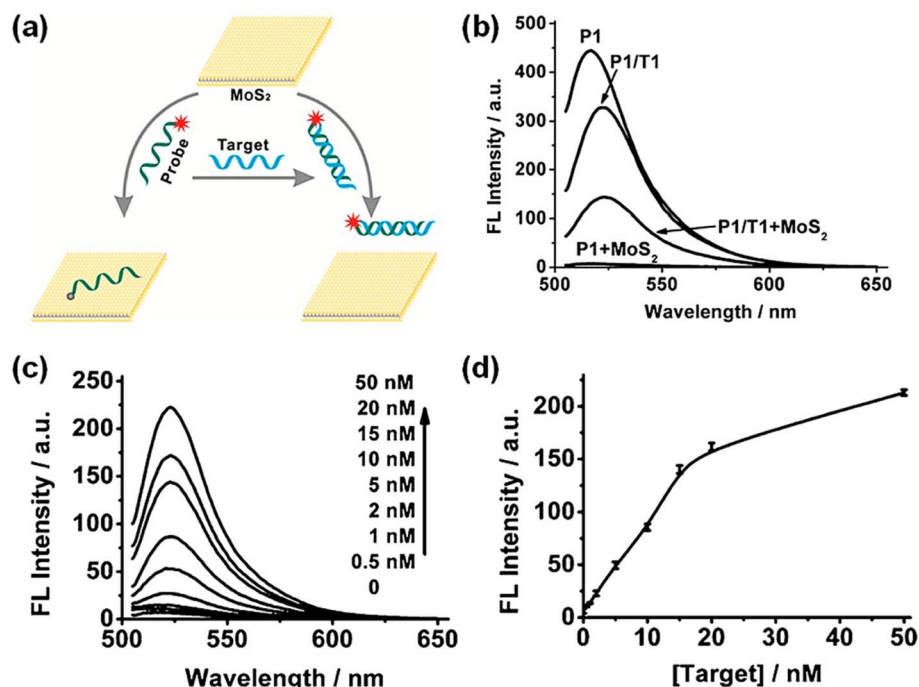 (a)
MoS₂
Probe
Target
(b)
FL Intensity / a.u.
500
400
300
200
100
0
P1
P1/T1
P1/T1+MoS₂
P1+MoS₂
500 550 600 650
Wavelength / nm
(c)
FL Intensity / a.u.
250
200
150
100
50
0
50 nM
20 nM
15 nM
10 nM
5 nM
2 nM
1 nM
0.5 nM
0
500 550 600 650
Wavelength / nm
(d)
FL Intensity / a.u.
200
150
100
50
0
0 10 20 30 40 50
[Target] / nM